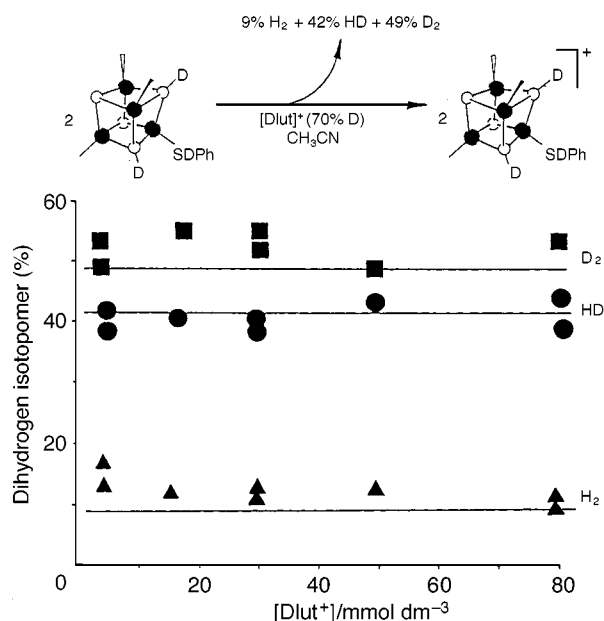 9% H₂ + 42% HD + 49% D₂
D
D
+
2
[Dlut]⁺ (70% D)
2
CH₃CN
SDPh
SDPh
D
D
60
D₂
HD
40
Dihydrogen isotopomer (%)
20
H₂
0
20
40
60
80
[Dlut⁺]/mmol dm⁻³